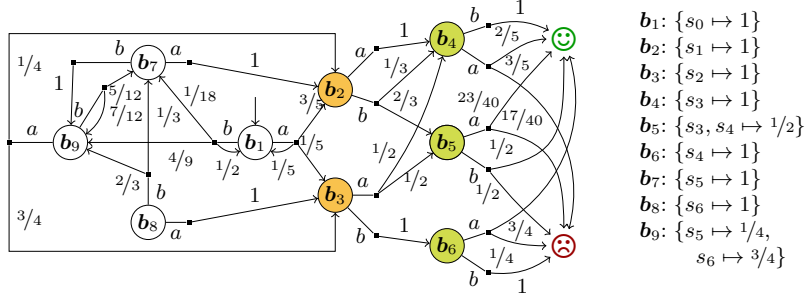 b 1
a 1 b₄ 2/5 ☺
1/4 b b₇ a 1 b₂ 1/3 a 3/5
1 5/12 7/12 1/18 3/5 b 2/3 23/40
b 1/3 a 17/40
a b₉ b b₁ a 1/5 b₅ 1/2
4/9 1/2 1/5 1/2 b
2/3 b b₃ a 1/2 1/2
3/4 b₈ a 1 b 1 b₆ a 3/4 ☹
b 1/4
1
b₁: {s₀ ↦ 1}
b₂: {s₁ ↦ 1}
b₃: {s₂ ↦ 1}
b₄: {s₃ ↦ 1}
b₅: {s₃, s₄ ↦ 1/2}
b₆: {s₄ ↦ 1}
b₇: {s₅ ↦ 1}
b₈: {s₆ ↦ 1}
b₉: {s₅ ↦ 1/4,
s₆ ↦ 3/4}